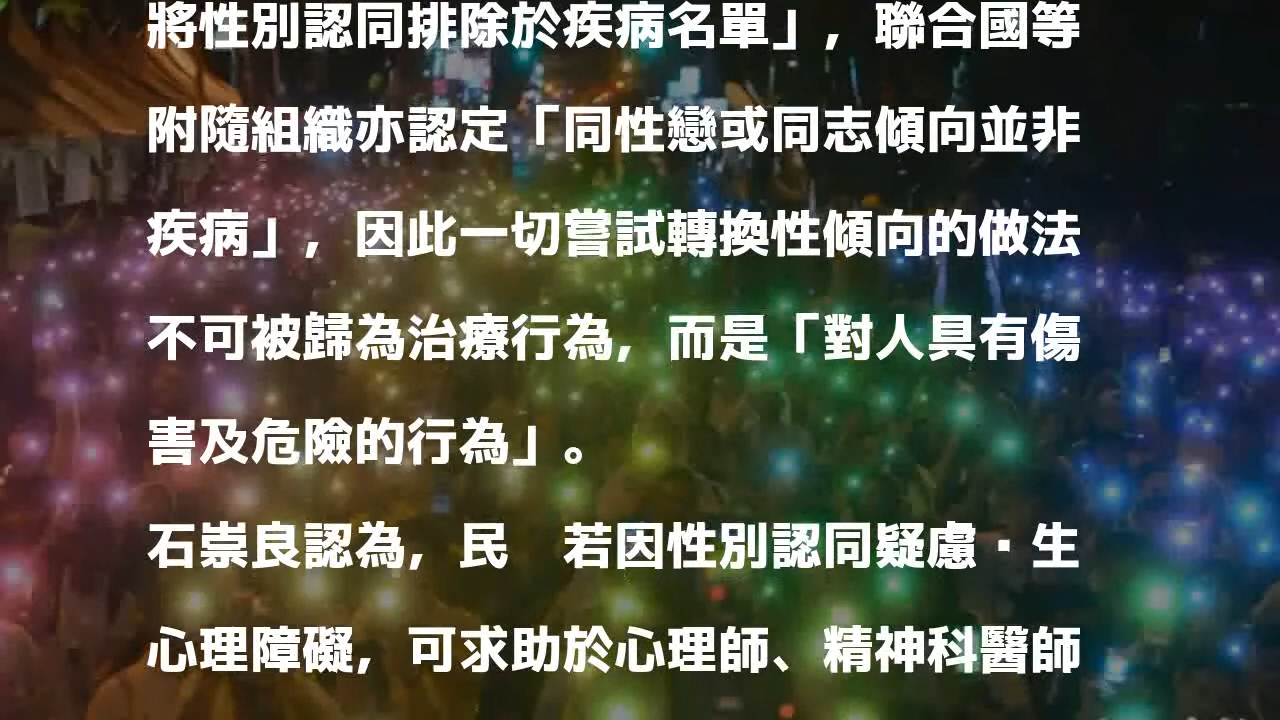 將性別認同排除於疾病名單」，聯合國等
附隨組織亦認定「同性戀或同志傾向並非
疾病」，因此一切嘗試轉換性傾向的做法
不可被歸為治療行為，而是「對人具有傷
害及危險的行為」。
石崇良認為，民　若因性別認同疑慮·生
心理障礙，可求助於心理師、精神科醫師